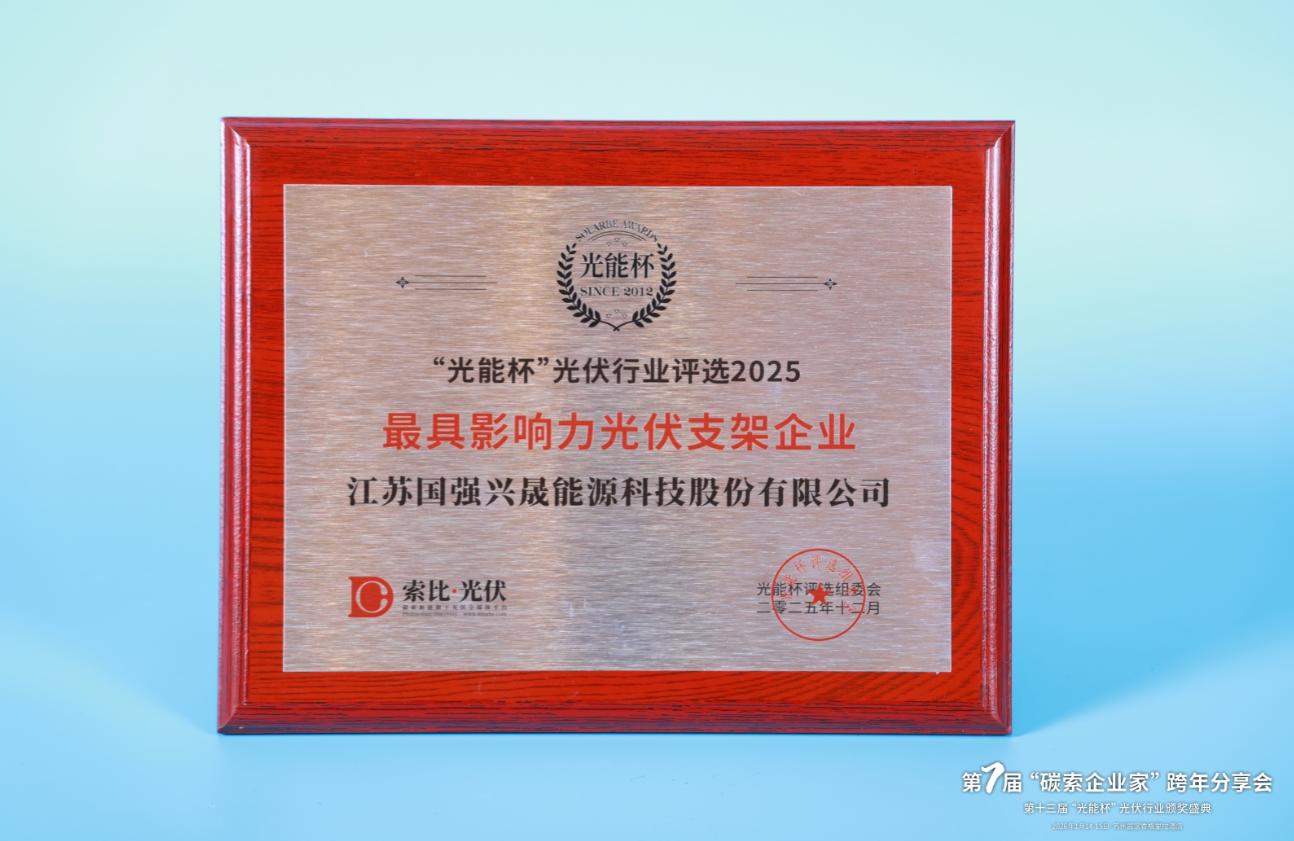 SOLARBE AWARDS
光能杯
SINCE 2012
“光能杯”光伏行业评选2025
最具影响力光伏支架企业
江苏国强兴晟能源科技股份有限公司
索比·光伏
光能杯评选组委会
二零二五年十二月
第7届“碳索企业家”跨年分享会
第十三届“光能杯”光伏行业颁奖盛典